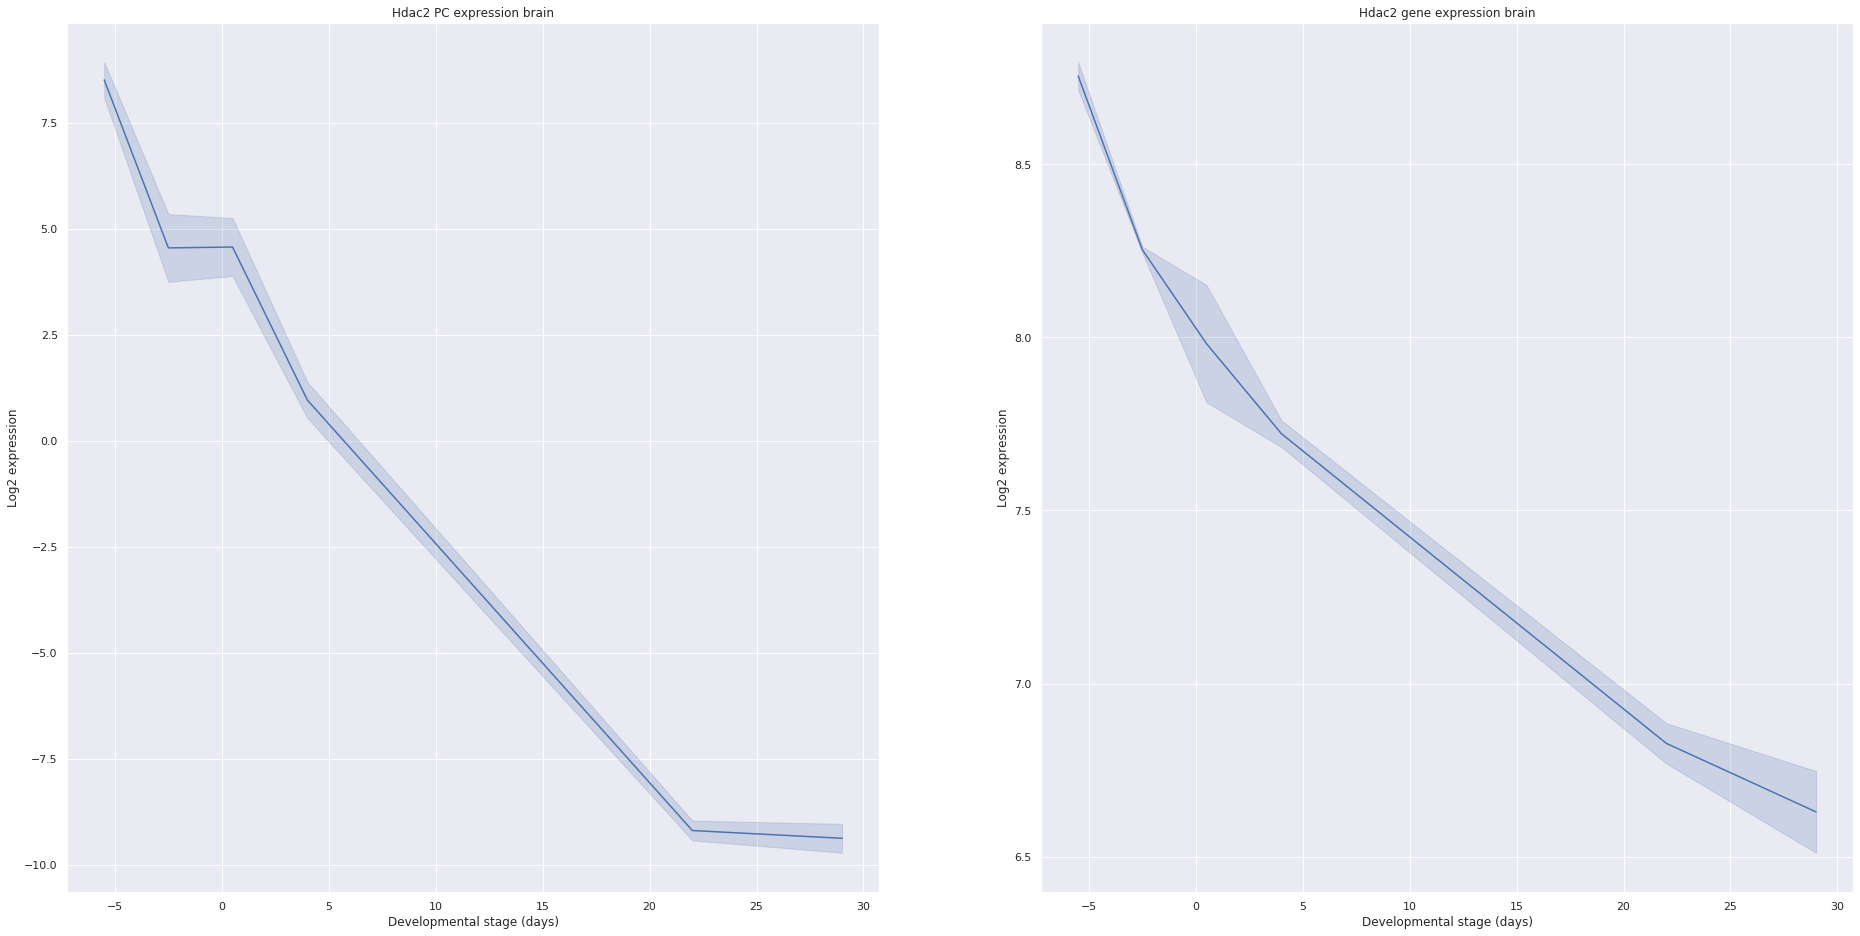 Hdac2 PC expression brain
Log2 expression
7.5
5.0
2.5
0.0
−2.5
−5.0
−7.5
−10.0
−5 0 5 10 15 20 25 30
Developmental stage (days)
Hdac2 gene expression brain
Log2 expression
8.5
8.0
7.5
7.0
6.5
−5 0 5 10 15 20 25 30
Developmental stage (days)